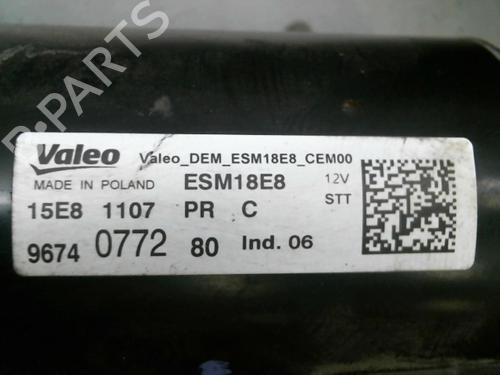 B-PARTS
Valeo Valeo_DEM_ESM18E8_CEM00
MADE IN POLAND ESM18E8 12V
15E8 1107 PR C STT
9674 0772 80 Ind. 06